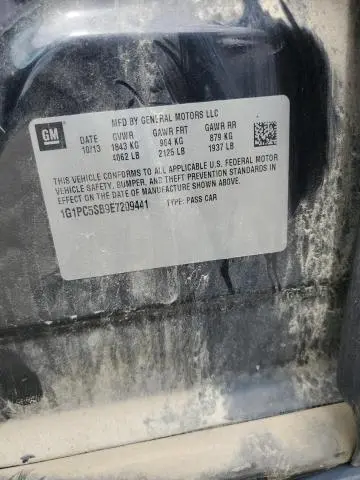 MFD BY GENERAL MOTORS LLC
GM
DATE GVWR GAWR FRT GAWR RR
10/13 1843 KG 964 KG 879 KG
4062 LB 2125 LB 1937 LB
THIS VEHICLE CONFORMS TO ALL APPLICABLE U.S. FEDERAL MOTOR
VEHICLE SAFETY, BUMPER, AND THEFT PREVENTION STANDARDS IN
EFFECT ON THE DATE OF MANUFACTURE SHOWN ABOVE.
1G1PC5SB9E7209441 TYPE: PASS CAR